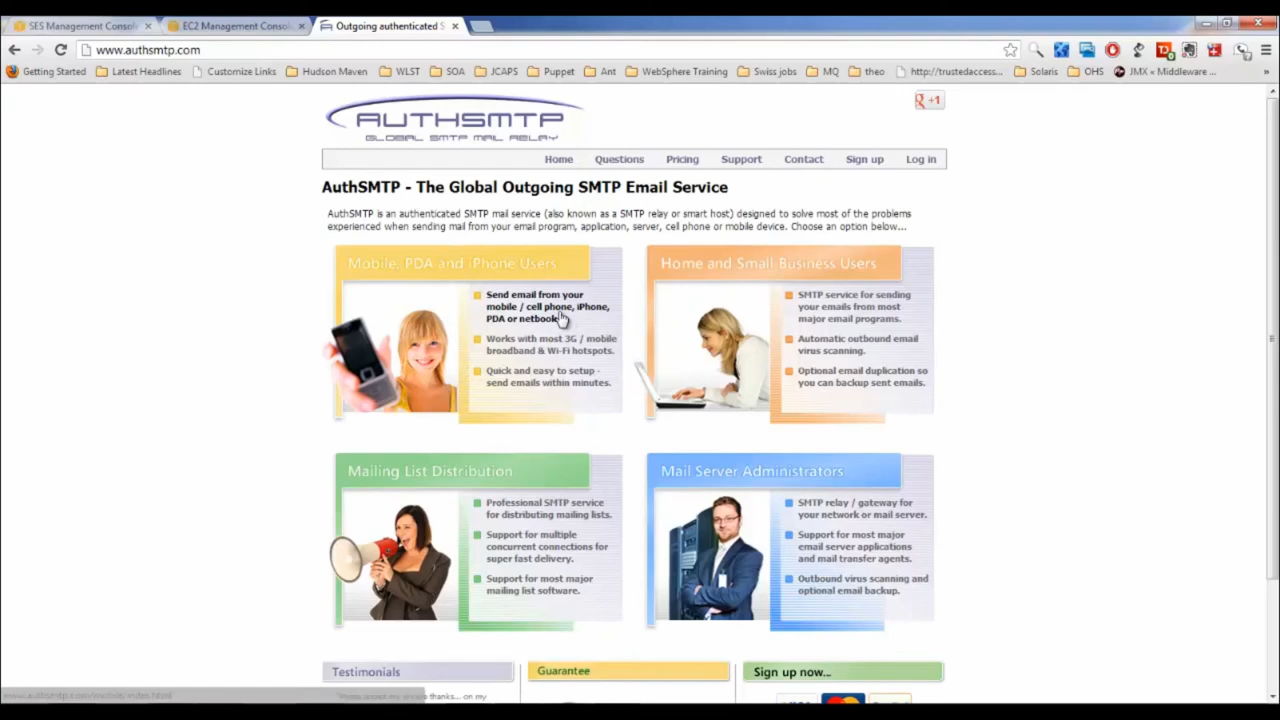 SES Management Consol
EC2 Management Consol
Outgoing authenticated S
www.authsmtp.com
Getting Started
Latest Headlines
Customize Links
Hudson Maven
WLST
SOA
JCAPS
Puppet
Ant
WebSphere Training
Swiss jobs
MQ
theo
http://trustedaccess...
Solaris
OHS
JMX « Middleware ...
»
AUTHSMTP
GLOBAL SMTP MAIL RELAY
g +1
Home Questions Pricing Support Contact Sign up Log in
AuthSMTP - The Global Outgoing SMTP Email Service
AuthSMTP is an authenticated SMTP mail service (also known as a SMTP relay or smart host) designed to solve most of the problems
experienced when sending mail from your email program, application, server, cell phone or mobile device. Choose an option below...
Mobile, PDA and iPhone Users
Send email from your
mobile / cell phone, iPhone,
PDA or netbook
Works with most 3G / mobile
broadband & Wi-Fi hotspots.
Quick and easy to setup -
send emails within minutes.
Home and Small Business Users
SMTP service for sending
your emails from most
major email programs.
Automatic outbound email
virus scanning.
Optional email duplication so
you can backup sent emails.
Mailing List Distribution
Professional SMTP service
for distributing mailing lists.
Support for multiple
concurrent connections for
super fast delivery.
Support for most major
mailing list software.
Mail Server Administrators
SMTP relay / gateway for
your network or mail server.
Support for most major
email server applications
and mail transfer agents.
Outbound virus scanning and
optional email backup.
Testimonials
thanks... on my
Guarantee
Sign up now...